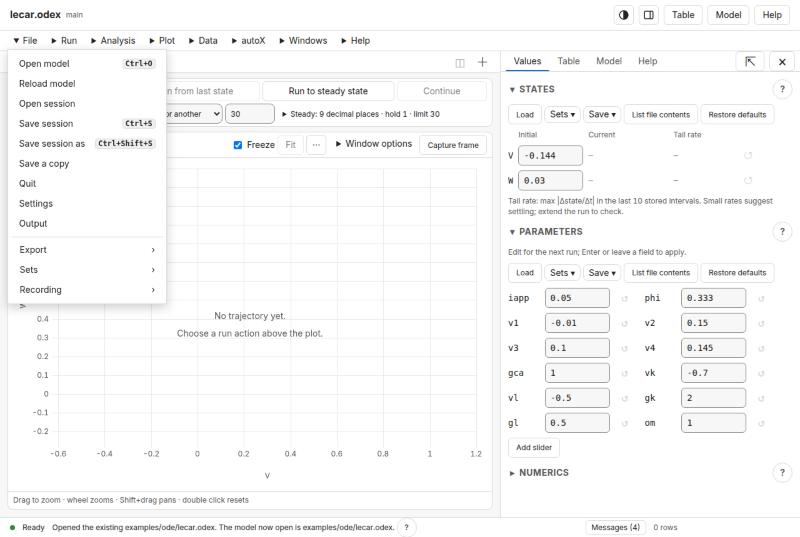 lecar.odex main
Table Model Help
▼ File ▶ Run ▶ Analysis ▶ Plot ▶ Data ▶ autoX ▶ Windows ▶ Help
Open model Ctrl+O
Reload model
Open session
Save session Ctrl+S
Save session as Ctrl+Shift+S
Save a copy
Quit
Settings
Output
Export ›
Sets ›
Recording ›
n from last state Run to steady state Continue
or another 30 ▶ Steady: 9 decimal places · hold 1 · limit 30
Freeze Fit ... ▶ Window options Capture frame
No trajectory yet.
Choose a run action above the plot.
0.4
0.3
0.2
0.1
0
-0.1
-0.2
-0.6 -0.4 -0.2 0 0.2 0.4 0.6 0.8 1 1.2
V
Drag to zoom · wheel zooms · Shift+drag pans · double click resets
Values Table Model Help
▼ STATES ?
Load Sets ▾ Save ▾ List file contents Restore defaults
Initial Current Tail rate
V -0.144 – –
W 0.03 – –
Tail rate: max |Δstate/Δt| in the last 10 stored intervals. Small rates suggest
settling; extend the run to check.
▼ PARAMETERS ?
Edit for the next run; Enter or leave a field to apply.
Load Sets ▾ Save ▾ List file contents Restore defaults
iapp 0.05 phi 0.333
v1 -0.01 v2 0.15
v3 0.1 v4 0.145
gca 1 vk -0.7
vl -0.5 gk 2
gl 0.5 om 1
Add slider
▶ NUMERICS ?
Ready Opened the existing examples/ode/lecar.odex. The model now open is examples/ode/lecar.odex. ? Messages (4) 0 rows